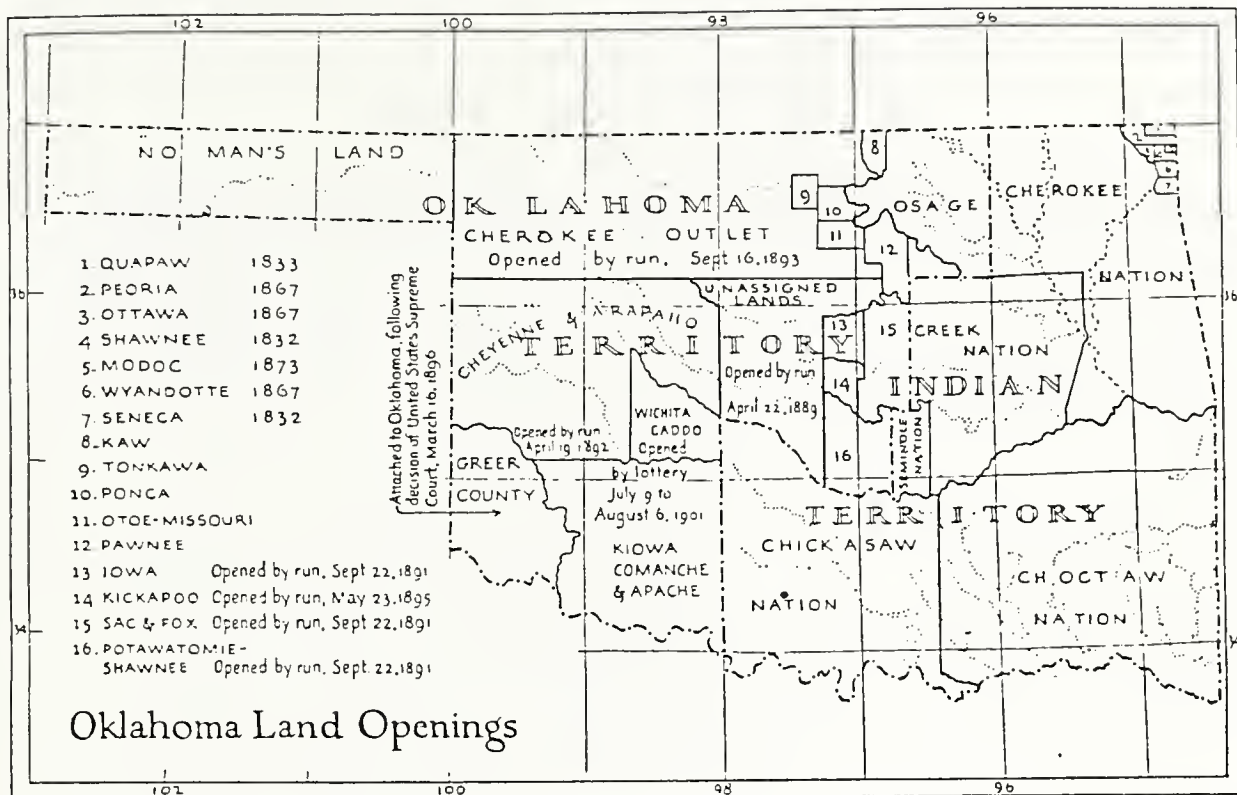 102 100 98 96
NO MAN'S LAND
OKLAHOMA
CHEROKEE OUTLET
Opened by run, Sept 16, 1893
8
9
10
11
12
OSAGE
CHEROKEE
NATION
2
6
7
36
36
1 QUAPAW 1833
2 PEORIA 1867
3 OTTAWA 1867
4 SHAWNEE 1832
5 MODOC 1873
6 WYANDOTTE 1867
7 SENECA 1832
8 KAW
9 TONKAWA
10 PONCA
11 OTOE-MISSOURI
12 PAWNEE
13 IOWA Opened by run, Sept 22, 1891
14 KICKAPOO Opened by run, May 23, 1895
15 SAC & FOX Opened by run, Sept 22, 1891
16. POTAWATOMIE-
SHAWNEE Opened by run, Sept. 22, 1891
Attached to Oklahoma, following
decision of United States Supreme
Court, March 16, 1896
UNASSIGNED
LANDS
CHEYENNE & ARAPAHO
TERRITORY
Opened by run
April 22, 1889
13
14
15
16
CREEK
NATION
INDIAN
WICHITA
CADDO
Opened
by lottery
July 9 to
August 6, 1901
Opened by run
April 19 1892
GREER
COUNTY
SEMINOLE
NATION
TERRITORY
CHICKASAW
NATION
KIOWA
COMANCHE
& APACHE
CHOCTAW
NATION
34
Oklahoma Land Openings
102 100 98 96